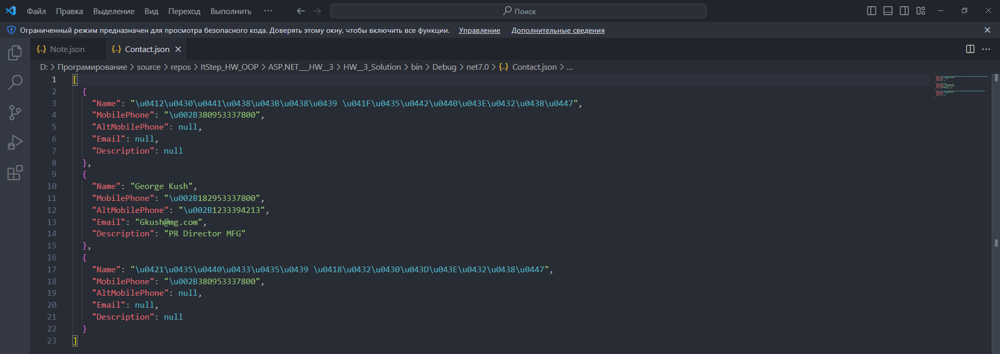 Файл Правка Выделение Вид Переход Выполнить ··· Поиск
Ограниченный режим предназначен для просмотра безопасного кода. Доверять этому окну, чтобы включить все функции. Управление Дополнительные сведения
{..} Note.json {..} Contact.json
D: > Програмирование > source > repos > ItStep_HW_OOP > ASP.NET___HW__3 > HW__3_Solution > bin > Debug > net7.0 > {..} Contact.json > ...
1 [
2 {
3 "Name": "\u0412\u0430\u0441\u0438\u043B\u0438\u0439 \u041F\u0435\u0442\u0440\u043E\u0432\u0438\u0447",
4 "MobilePhone": "\u002B380953337800",
5 "AltMobilePhone": null,
6 "Email": null,
7 "Description": null
8 },
9 {
10 "Name": "George Kush",
11 "MobilePhone": "\u002B182953337800",
12 "AltMobilePhone": "\u002B1233394213",
13 "Email": "Gkush@mg.com",
14 "Description": "PR Director MFG"
15 },
16 {
17 "Name": "\u0421\u0435\u0440\u0433\u0435\u0439 \u0418\u0432\u0430\u043D\u043E\u0432\u0438\u0447",
18 "MobilePhone": "\u002B380953337800",
19 "AltMobilePhone": null,
20 "Email": null,
21 "Description": null
22 }
23 ]